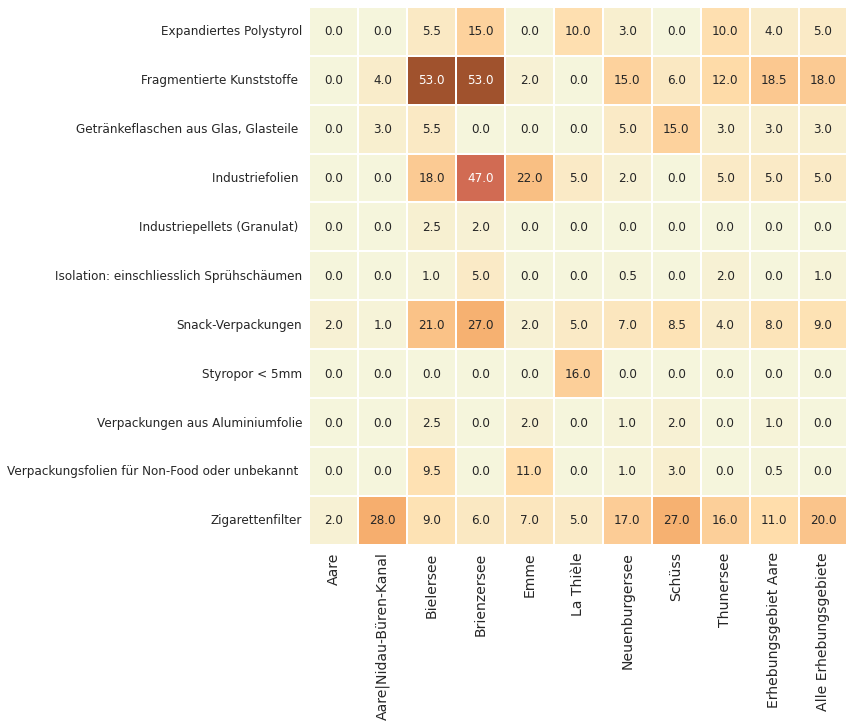 Expandiertes Polystyrol 0.0 0.0 5.5 15.0 0.0 10.0 3.0 0.0 10.0 4.0 5.0
Fragmentierte Kunststoffe 0.0 4.0 53.0 53.0 2.0 0.0 15.0 6.0 12.0 18.5 18.0
Getränkeflaschen aus Glas, Glasteile 0.0 3.0 5.5 0.0 0.0 0.0 5.0 15.0 3.0 3.0 3.0
Industriefolien 0.0 0.0 18.0 47.0 22.0 5.0 2.0 0.0 5.0 5.0 5.0
Industriepellets (Granulat) 0.0 0.0 2.5 2.0 0.0 0.0 0.0 0.0 0.0 0.0 0.0
Isolation: einschliesslich Sprühschäumen 0.0 0.0 1.0 5.0 0.0 0.0 0.5 0.0 2.0 0.0 1.0
Snack-Verpackungen 2.0 1.0 21.0 27.0 2.0 5.0 7.0 8.5 4.0 8.0 9.0
Styropor < 5mm 0.0 0.0 0.0 0.0 0.0 16.0 0.0 0.0 0.0 0.0 0.0
Verpackungen aus Aluminiumfolie 0.0 0.0 2.5 0.0 2.0 0.0 1.0 2.0 0.0 1.0 0.0
Verpackungsfolien für Non-Food oder unbekannt 0.0 0.0 9.5 0.0 11.0 0.0 1.0 3.0 0.0 0.5 0.0
Zigarettenfilter 2.0 28.0 9.0 6.0 7.0 5.0 17.0 27.0 16.0 11.0 20.0
Aare
Aare|Nidau-Büren-Kanal
Bielersee
Brienzersee
Emme
La Thièle
Neuenburgersee
Schüss
Thunersee
Erhebungsgebiet Aare
Alle Erhebungsgebiete